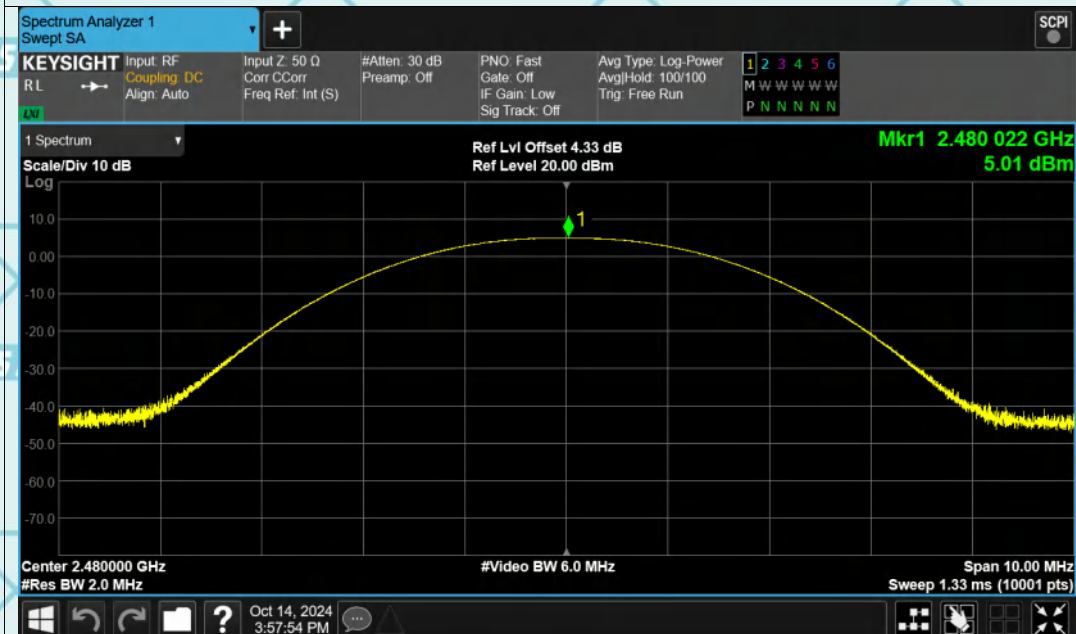 Spectrum Analyzer 1
Swept SA
+
SCPI
KEYSIGHT
R L
LXI
Input: RF
Coupling: DC
Align: Auto
Input Z: 50 Ω
Corr CCorr
Freq Ref: Int (S)
#Atten: 30 dB
Preamp: Off
PNO: Fast
Gate: Off
IF Gain: Low
Sig Track: Off
Avg Type: Log-Power
Avg|Hold: 100/100
Trig: Free Run
1 2 3 4 5 6
M W W W W W
P N N N N N
1 Spectrum
Scale/Div 10 dB
Ref Lvl Offset 4.33 dB
Ref Level 20.00 dBm
Mkr1 2.480 022 GHz
5.01 dBm
Log
1
10.0
0.00
-10.0
-20.0
-30.0
-40.0
-50.0
-60.0
-70.0
Center 2.480000 GHz
#Video BW 6.0 MHz
Span 10.00 MHz
#Res BW 2.0 MHz
Sweep 1.33 ms (10001 pts)
?
Oct 14, 2024
3:57:54 PM